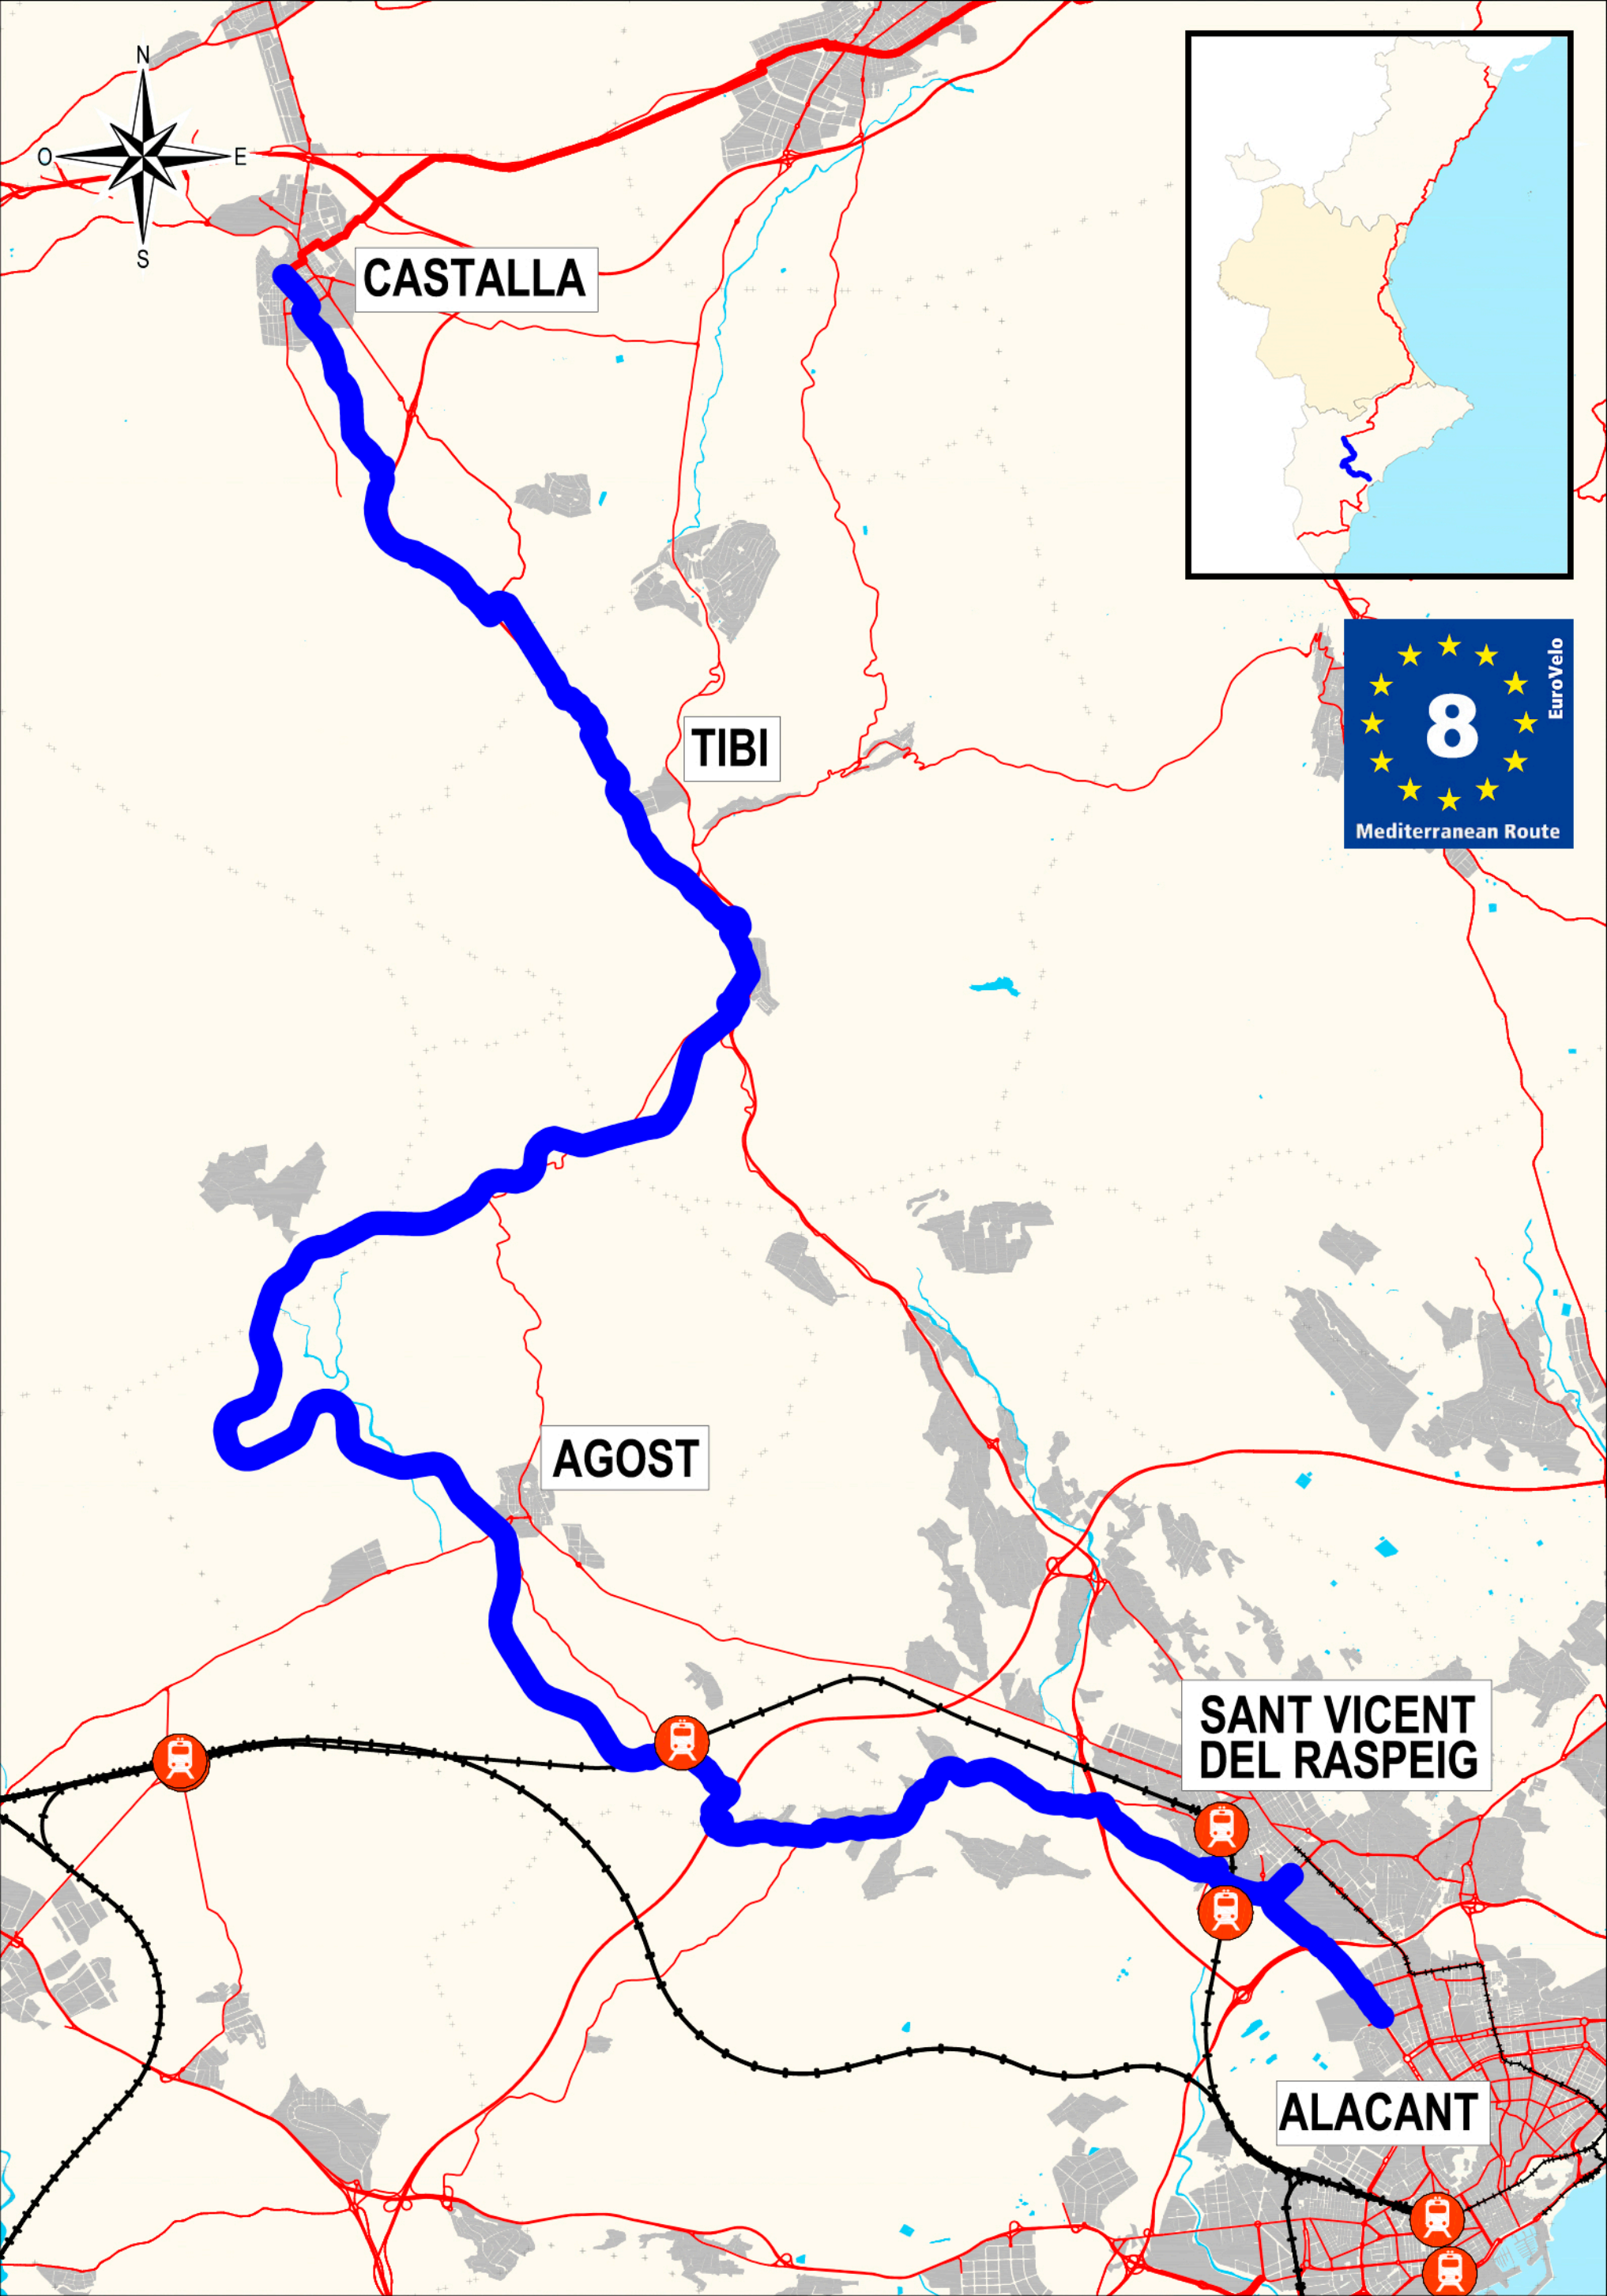 N
O
E
S
CASTALLA
EuroVelo
8
Mediterranean Route
TIBI
AGOST
SANT VICENT
DEL RASPEIG
ALACANT